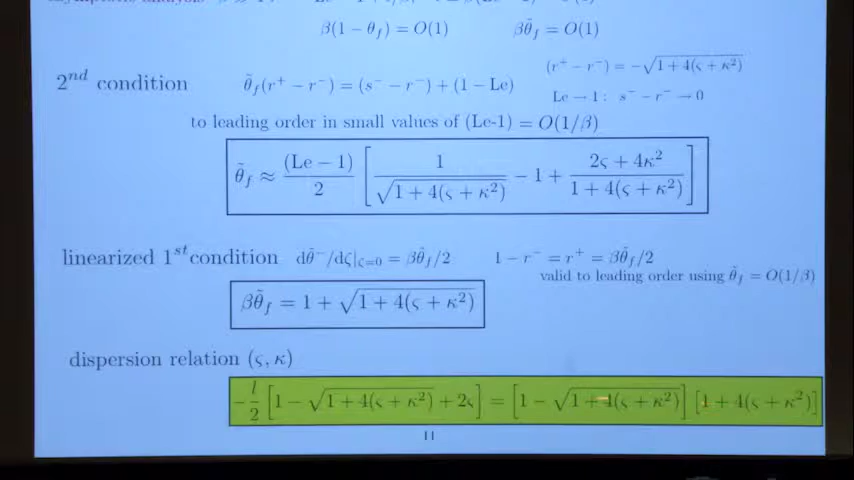 β(1 − θ_f) = O(1) βθ̃_f = O(1)
2^{nd} condition θ̃_f(r⁺ − r⁻) = (s⁻ − r⁻) + (1 − Le) (r⁺ − r⁻) = −√(1 + 4(ς + κ²))
Le → 1 : s⁻ − r⁻ → 0
to leading order in small values of (Le-1) = O(1/β)
θ̃_f ≈ (Le − 1)/2 [ 1/√(1 + 4(ς + κ²)) − 1 + (2ς + 4κ²)/(1 + 4(ς + κ²)) ]
linearized 1^{st} condition dθ̃⁻/dζ|_{ς=0} = βθ̃_f/2 1 − r⁻ = r⁺ = βθ̃_f/2
valid to leading order using θ̃_f = O(1/β)
βθ̃_f = 1 + √(1 + 4(ς + κ²))
dispersion relation (ς, κ)
−l/2 [1 − √(1 + 4(ς + κ²)) + 2ς] = [1 − √(1 + 4(ς + κ²))] [1 + 4(ς + κ²)]
11